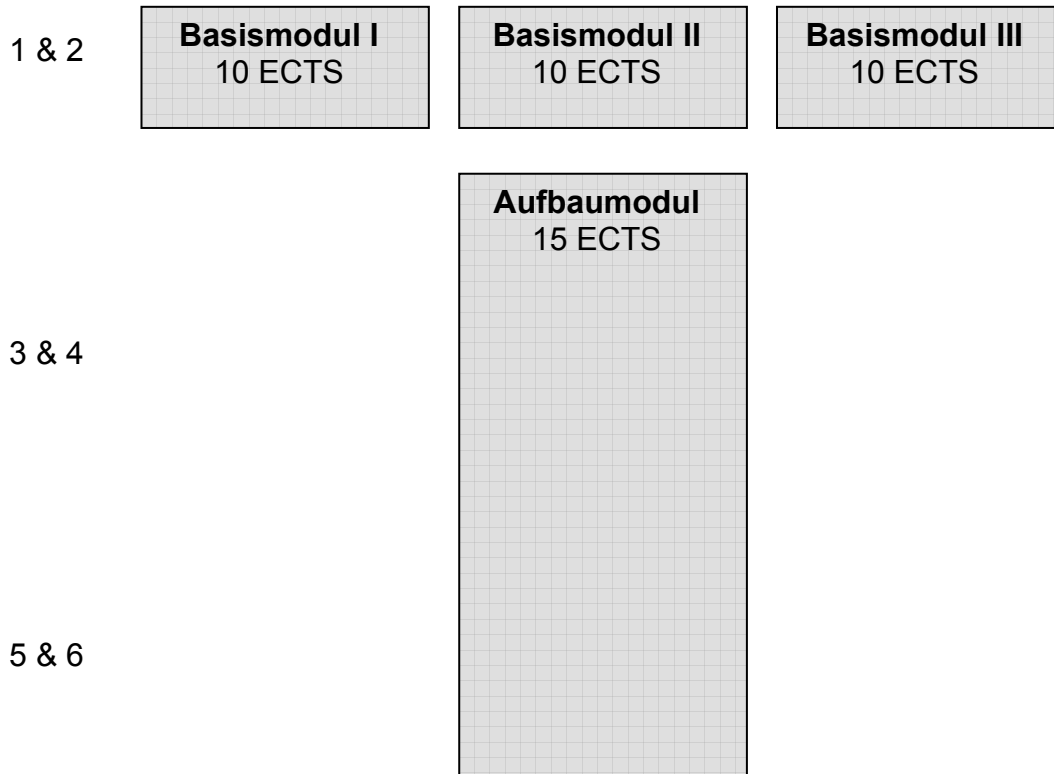 1 & 2
Basismodul I
10 ECTS
Basismodul II
10 ECTS
Basismodul III
10 ECTS
Aufbaumodul
15 ECTS
3 & 4
5 & 6